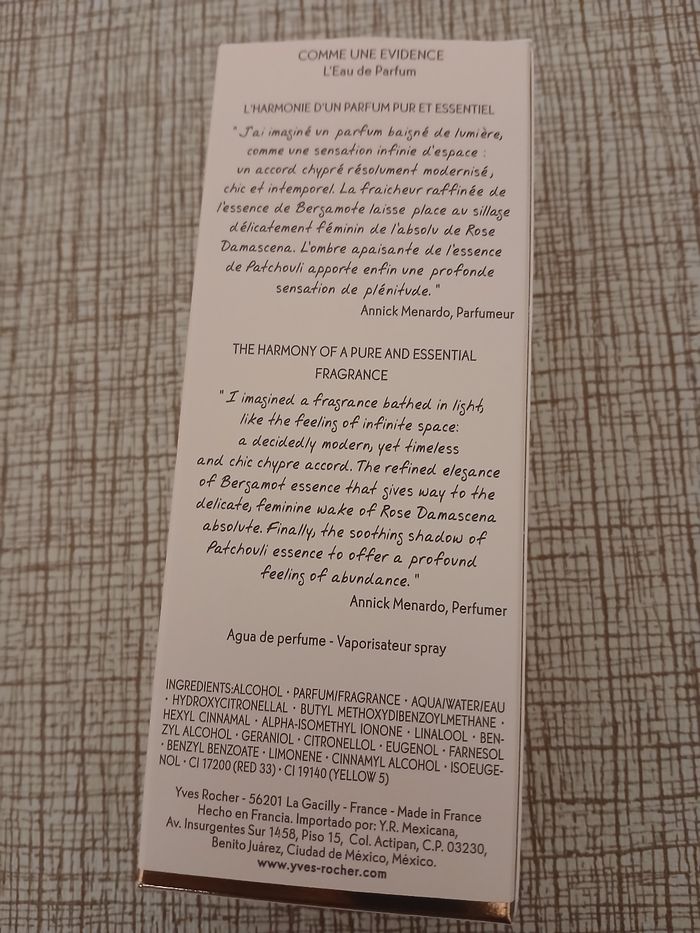 COMME UNE EVIDENCE
L'Eau de Parfum
L'HARMONIE D'UN PARFUM PUR ET ESSENTIEL
"J'ai imaginé un parfum baigné de lumière,
comme une sensation infinie d'espace :
un accord chypré résolument modernisé,
chic et intemporel. La fraicheur raffinée de
l'essence de Bergamote laisse place au sillage
délicatement féminin de l'absolu de Rose
Damascena. L'ombre apaisante de l'essence
de Patchouli apporte enfin une profonde
sensation de plénitude."
Annick Menardo, Parfumeur
THE HARMONY OF A PURE AND ESSENTIAL
FRAGRANCE
"I imagined a fragrance bathed in light,
like the feeling of infinite space:
a decidedly modern, yet timeless
and chic chypre accord. The refined elegance
of Bergamot essence that gives way to the
delicate, feminine wake of Rose Damascena
absolute. Finally, the soothing shadow of
Patchouli essence to offer a profound
feeling of abundance."
Annick Menardo, Perfumer
Agua de perfume - Vaporisateur spray
INGREDIENTS:ALCOHOL · PARFUM/FRAGRANCE · AQUA/WATER/EAU
· HYDROXYCITRONELLAL · BUTYL METHOXYDIBENZOYLMETHANE ·
HEXYL CINNAMAL · ALPHA-ISOMETHYL IONONE · LINALOOL · BEN-
ZYL ALCOHOL · GERANIOL · CITRONELLOL · EUGENOL · FARNESOL
· BENZYL BENZOATE · LIMONENE · CINNAMYL ALCOHOL · ISOEUGE-
NOL · CI 17200 (RED 33) · CI 19140 (YELLOW 5)
Yves Rocher - 56201 La Gacilly - France - Made in France
Hecho en Francia. Importado por: Y.R. Mexicana,
Av. Insurgentes Sur 1458, Piso 15, Col. Actipan, C.P. 03230,
Benito Juárez, Ciudad de México, México.
www.yves-rocher.com